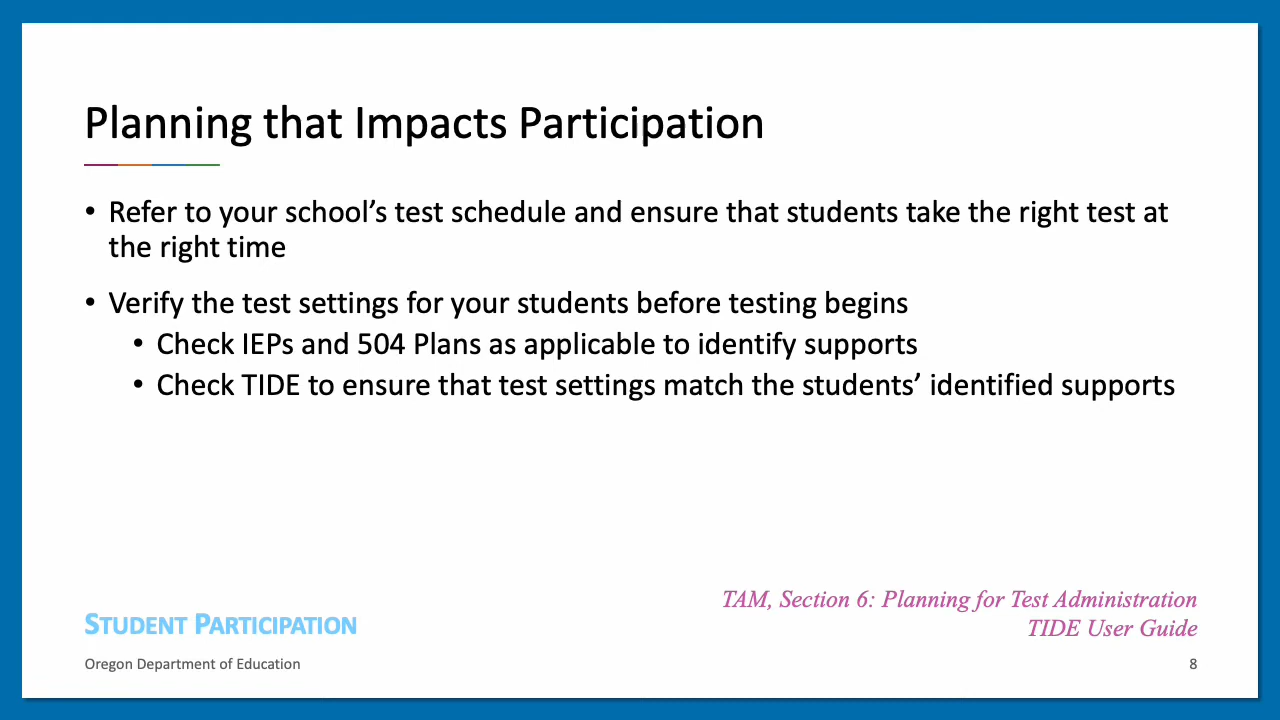 Planning that Impacts Participation
• Refer to your school’s test schedule and ensure that students take the right test at
the right time
• Verify the test settings for your students before testing begins
• Check IEPs and 504 Plans as applicable to identify supports
• Check TIDE to ensure that test settings match the students’ identified supports
TAM, Section 6: Planning for Test Administration
TIDE User Guide
STUDENT PARTICIPATION
Oregon Department of Education
8